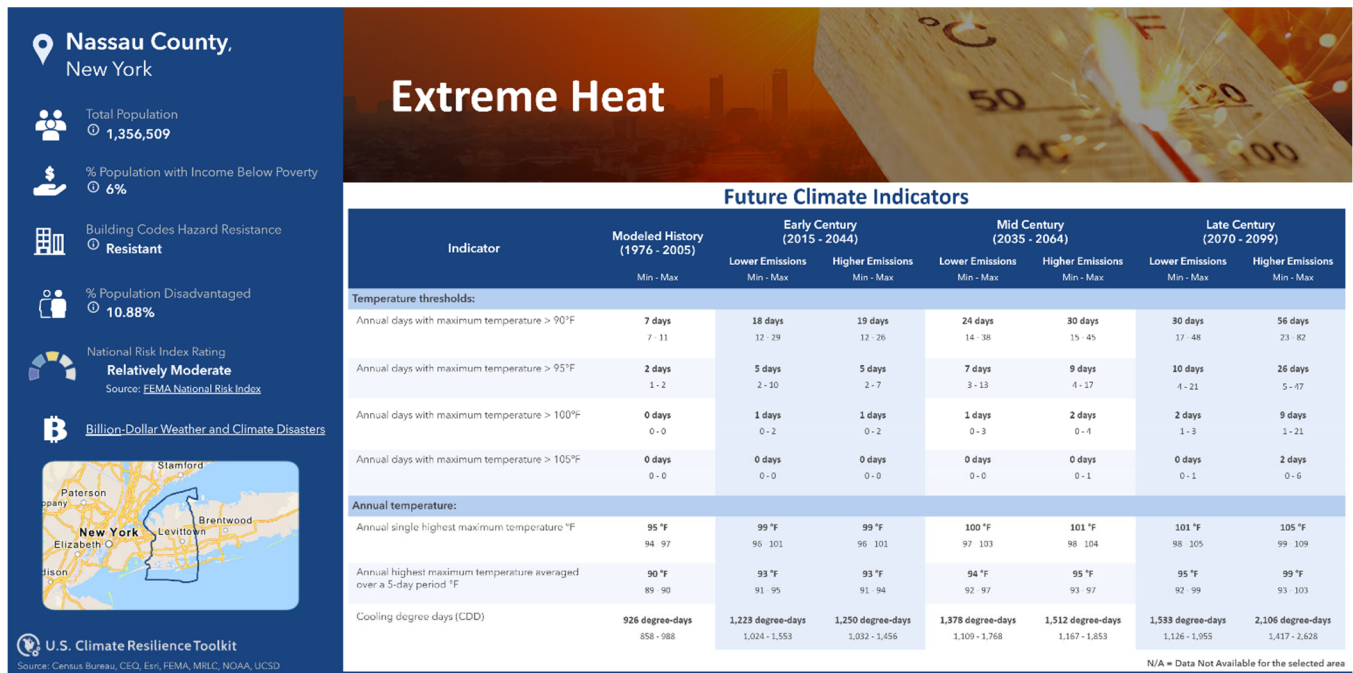 Nassau County,
New York
Total Population
1,356,509
% Population with Income Below Poverty
6%
Building Codes Hazard Resistance
Resistant
% Population Disadvantaged
10.88%
National Risk Index Rating
Relatively Moderate
Source: FEMA National Risk Index
Billion-Dollar Weather and Climate Disasters
Stamford
Paterson
ppany
New York
Levittown
Brentwood
Elizabeth
dison
U.S. Climate Resilience Toolkit
Source: Census Bureau, CEQ, Esri, FEMA, MRLC, NOAA, UCSD
Extreme Heat
°C °F
50 120
40 100
Future Climate Indicators
Indicator Modeled History (1976 - 2005) Early Century (2015 - 2044) Mid Century (2035 - 2064) Late Century (2070 - 2099)
Lower Emissions Higher Emissions Lower Emissions Higher Emissions Lower Emissions Higher Emissions
Min - Max Min - Max Min - Max Min - Max Min - Max Min - Max Min - Max
Temperature thresholds:
Annual days with maximum temperature > 90°F 7 days 18 days 19 days 24 days 30 days 30 days 56 days
7 - 11 12 - 29 12 - 26 14 - 38 15 - 45 17 - 48 23 - 82
Annual days with maximum temperature > 95°F 2 days 5 days 5 days 7 days 9 days 10 days 26 days
1 - 2 2 - 10 2 - 7 3 - 13 4 - 17 4 - 21 5 - 47
Annual days with maximum temperature > 100°F 0 days 1 days 1 days 1 days 2 days 2 days 9 days
0 - 0 0 - 2 0 - 2 0 - 3 0 - 4 1 - 3 1 - 21
Annual days with maximum temperature > 105°F 0 days 0 days 0 days 0 days 0 days 0 days 2 days
0 - 0 0 - 0 0 - 0 0 - 0 0 - 1 0 - 1 0 - 6
Annual temperature:
Annual single highest maximum temperature °F 95 °F 99 °F 99 °F 100 °F 101 °F 101 °F 105 °F
94 - 97 96 - 101 96 - 101 97 - 103 98 - 104 98 - 105 99 - 109
Annual highest maximum temperature averaged over a 5-day period °F 90 °F 93 °F 93 °F 94 °F 95 °F 95 °F 99 °F
89 - 90 91 - 95 91 - 94 92 - 97 93 - 97 92 - 99 93 - 103
Cooling degree days (CDD) 926 degree-days 1,223 degree-days 1,250 degree-days 1,378 degree-days 1,512 degree-days 1,533 degree-days 2,106 degree-days
858 - 988 1,024 - 1,553 1,032 - 1,456 1,109 - 1,768 1,167 - 1,853 1,126 - 1,955 1,417 - 2,628
N/A = Data Not Available for the selected area